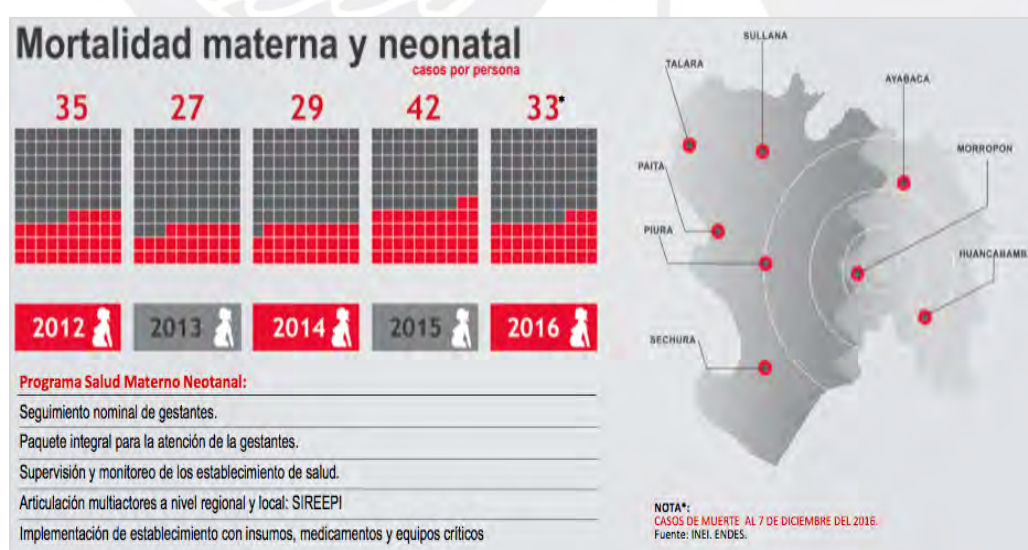 Mortalidad materna y neonatal
casos por persona
35 27 29 42 33*
2012 2013 2014 2015 2016
Programa Salud Materno Neotanal:
Seguimiento nominal de gestantes.
Paquete integral para la atención de la gestantes.
Supervisión y monitoreo de los establecimiento de salud.
Articulación multiactores a nivel regional y local: SIREEPI
Implementación de establecimiento con insumos, medicamentos y equipos críticos
SULLANA
TALARA
AYABACA
MORROPON
PAITA
PIURA
HUANCABAMB
SECHURA
NOTA*:
CASOS DE MUERTE AL 7 DE DICIEMBRE DEL 2016.
Fuente: INEI. ENDES.